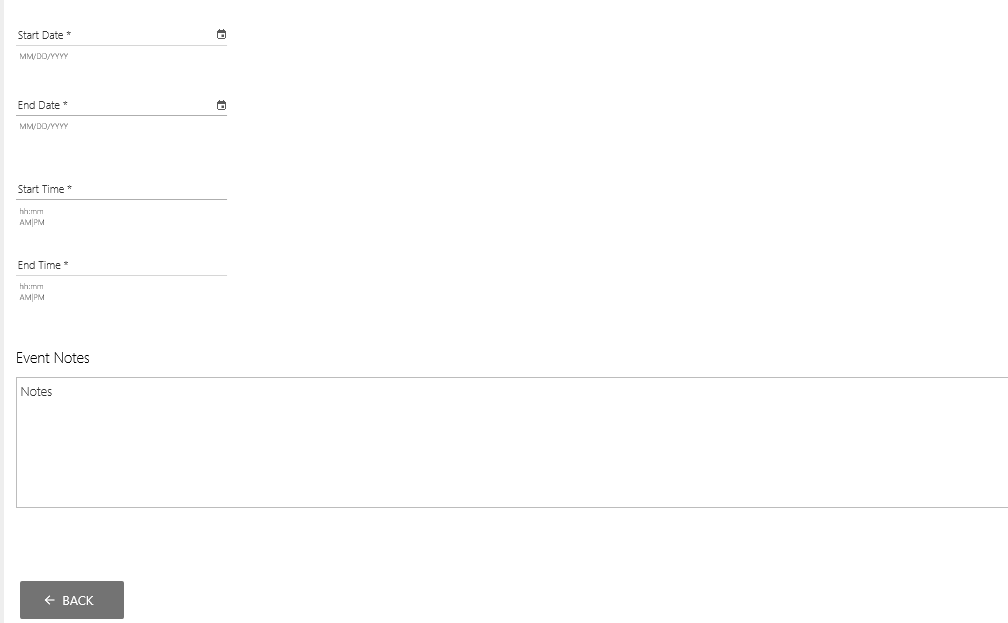 Start Date *
MM/DD/YYYY
End Date *
MM/DD/YYYY
Start Time *
hh:mm
AM|PM
End Time *
hh:mm
AM|PM
Event Notes
Notes
BACK